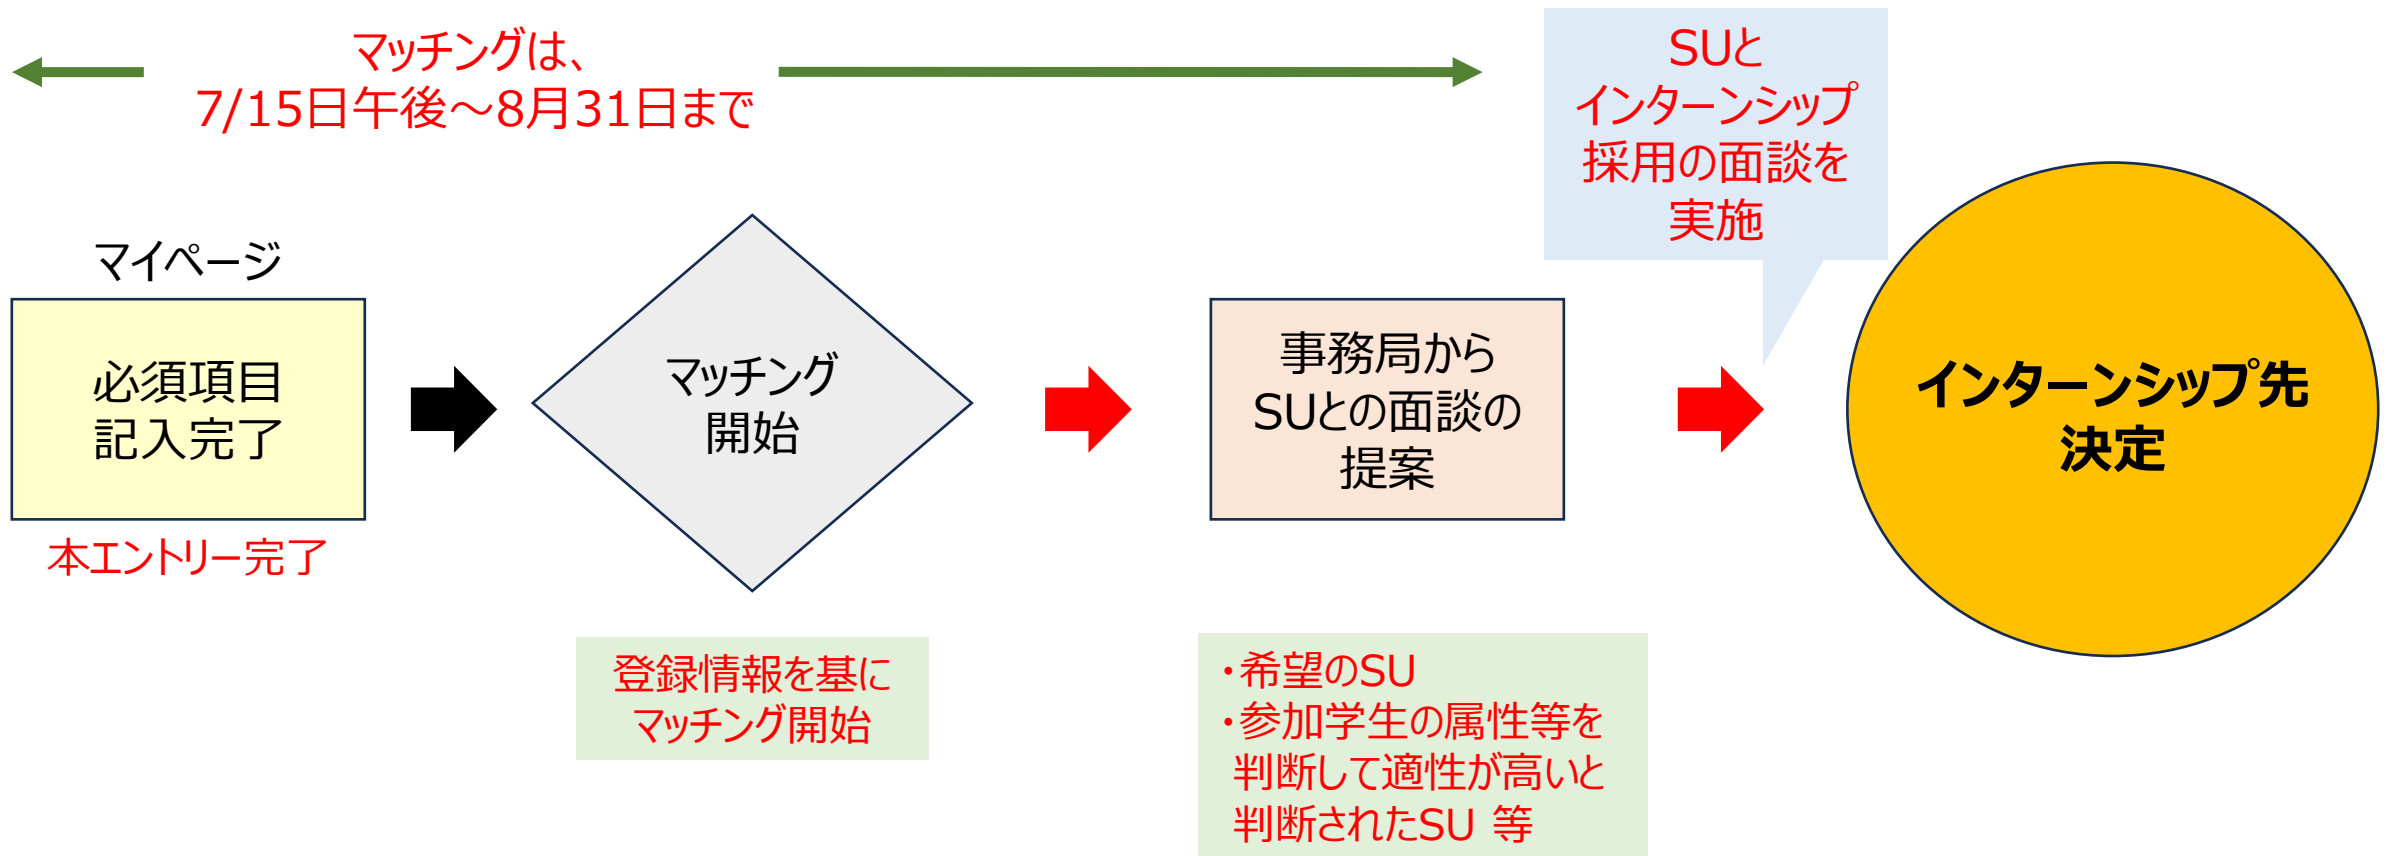 マッチングは、
7/15日午後～8月31日まで
SUと
インターンシップ
採用の面談を
実施
マイページ
必須項目
記入完了
本エントリー完了
マッチング
開始
登録情報を基に
マッチング開始
事務局から
SUとの面談の
提案
・希望のSU
・参加学生の属性等を
判断して適性が高いと
判断されたSU 等
インターンシップ先
決定